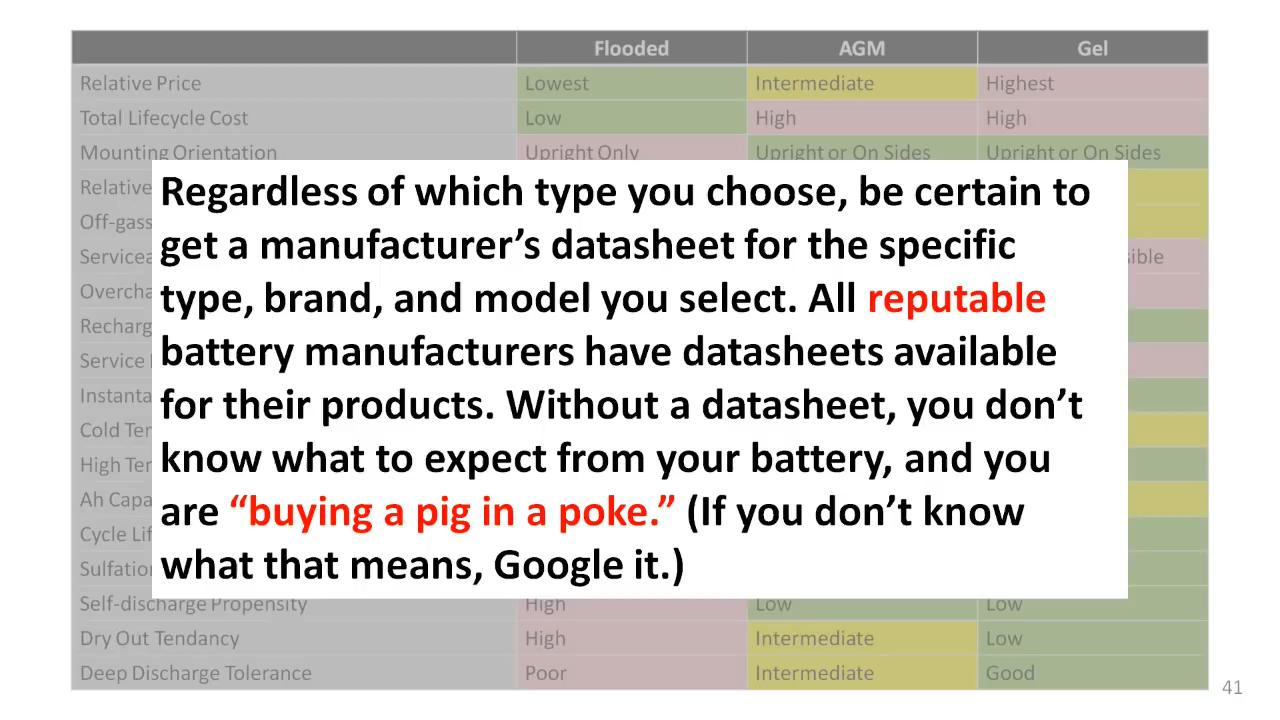 Flooded AGM Gel
Relative Price Lowest Intermediate Highest
Total Lifecycle Cost Low High High
Mounting Orientation Upright Only Upright or On Sides Upright or On Sides
Relative
Regardless of which type you choose, be certain to
get a manufacturer’s datasheet for the specific
type, brand, and model you select. All reputable
battery manufacturers have datasheets available
for their products. Without a datasheet, you don’t
know what to expect from your battery, and you
are “buying a pig in a poke.” (If you don’t know
what that means, Google it.)
Self-discharge Propensity High Low Low
Dry Out Tendancy High Intermediate Low
Deep Discharge Tolerance Poor Intermediate Good
41